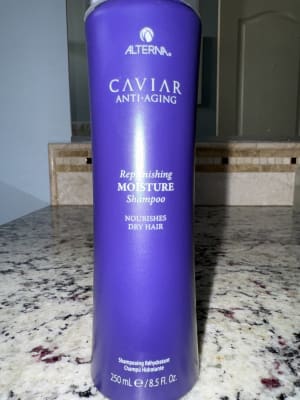 ALTERNA®
CAVIAR
ANTI-AGING
Replenishing
MOISTURE
Shampoo
NOURISHES
DRY HAIR
Shampooing Réhydratant
Champú Hidratante
250 mL ℮ / 8.5 Fl. Oz.